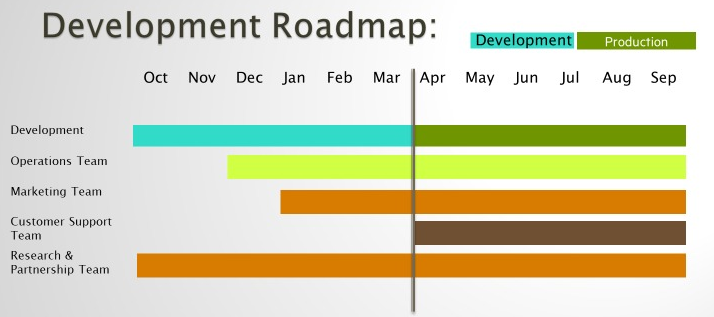 Development Roadmap:
Development Production
Oct Nov Dec Jan Feb Mar Apr May Jun Jul Aug Sep
Development
Operations Team
Marketing Team
Customer Support
Team
Research &
Partnership Team